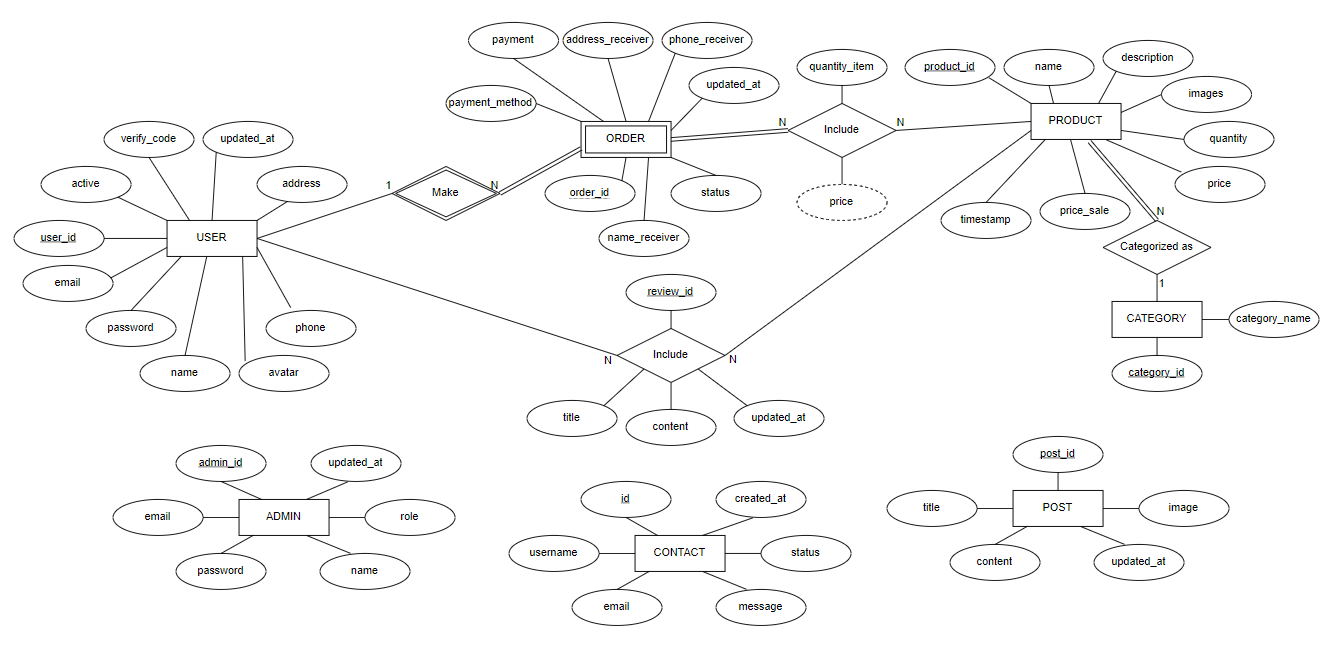 payment
address_receiver
phone_receiver
payment_method
updated_at
quantity_item
product_id
name
description
images
ORDER
N
Include
N
PRODUCT
quantity
verify_code
updated_at
active
address
1
Make
N
order_id
status
price
timestamp
price_sale
price
user_id
USER
name_receiver
N
Categorized as
email
1
password
phone
name
avatar
review_id
CATEGORY
category_name
N
Include
N
category_id
title
content
updated_at
admin_id
updated_at
email
ADMIN
role
password
name
id
created_at
username
CONTACT
status
email
message
post_id
title
POST
image
content
updated_at